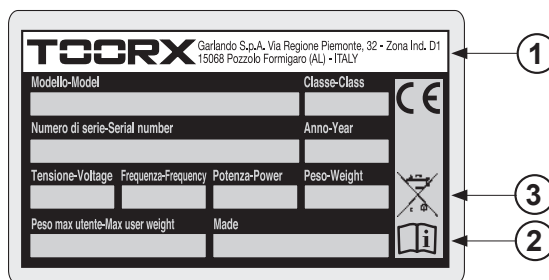 TOORX Garlando S.p.A. Via Regione Piemonte, 32 - Zona Ind. D1
15068 Pozzolo Formigaro (AL) - ITALY
1
Modello-Model Classe-Class
CE
Numero di serie-Serial number Anno-Year
Tensione-Voltage Frequenza-Frequency Potenza-Power Peso-Weight
3
Peso max utente-Max user weight Made
i
2